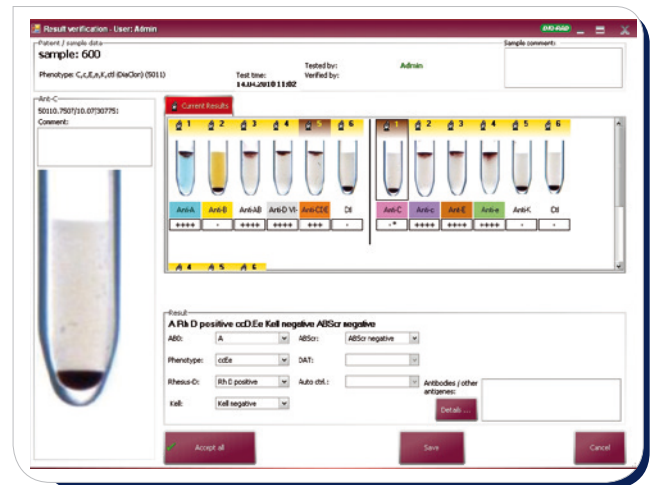 Result verification - User: Admin
BIO-RAD
Patient / sample data
sample: 600
Phenotype: C,c,E,e,K,ctl (DiaClon) (5011)
Test time:
14.04.2010 11:02
Tested by:
Verified by:
Admin
Sample comment:
Ant-C
50110.7507/10.07(30775)
Comment:
Current Results
1 2 3 4 5 6 1 2 3 4 5 6
Anti-A Anti-B Anti-AB Anti-D VI- Anti-CDE Dil Anti-C Anti-c Anti-E Anti-e Anti-K Dil
++++ - ++++ ++++ +++ - -* ++++ ++++ ++++ - -
4 5 6
Result
A Rh D positive ccD.Ee Kell negative ABScr negative
AB0: A ABScr: ABScr negative
Phenotype: ccEe DAT:
Rhesus-D: Rh D positive Auto ctrl.: Antibodies / other antigenes:
Kell: Kell negative Details ...
Accept all Save Cancel